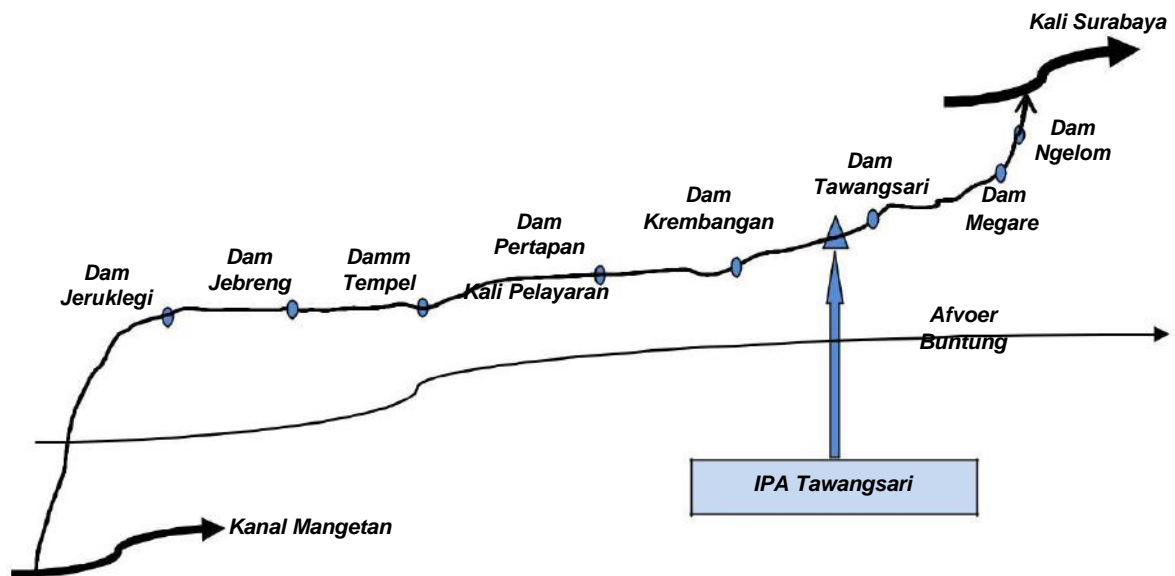 Kali Surabaya
Dam
Ngelom
Dam
Tawangsari
Dam
Megare
Dam
Krembangan
Dam
Pertapan
Damm
Tempel
Kali Pelayaran
Dam
Jebreng
Dam
Jeruklegi
Afvoer
Buntung
IPA Tawangsari
Kanal Mangetan